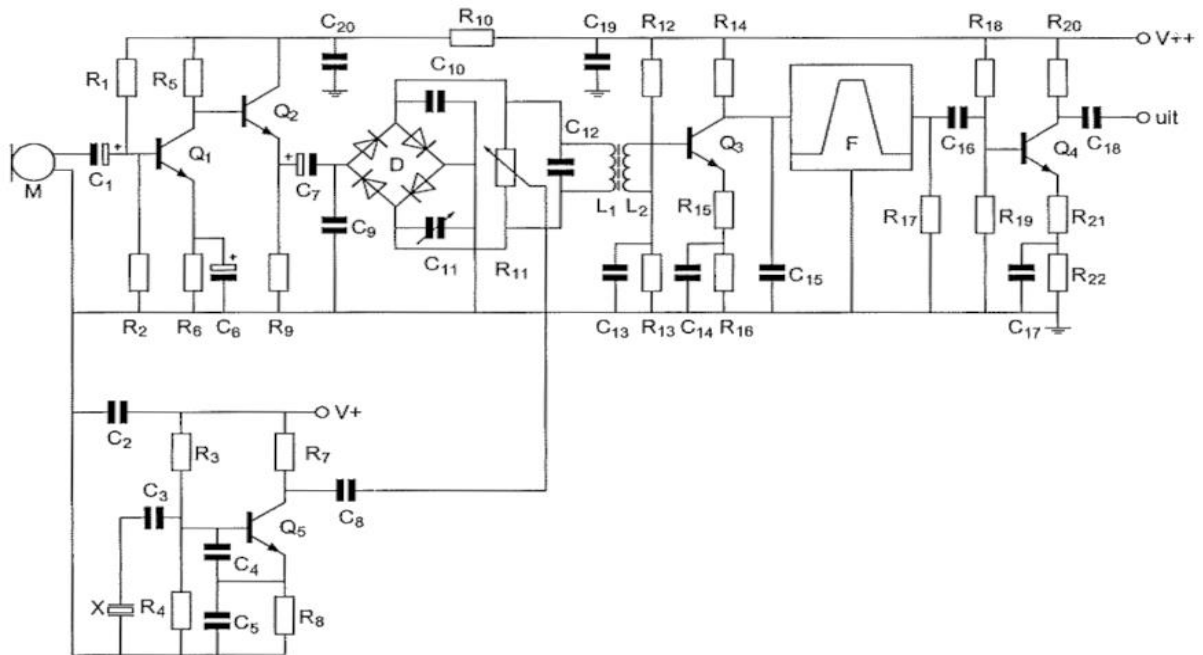 C20 R10 C19 R12 R14 R18 R20
V++
R1 R5 C10
Q2 C12
Q1 D Q3 F C16 Q4 C18 uit
M C1 + + C7
L1 L2 R15 R17 R19 R21
C9
+ C11 R11 C15 R22
R2 R6 C6 R9 C13 R13 C14 R16 C17
V+
C2
R3 R7
C3
C8
Q5
C4
X R4 C5 R8